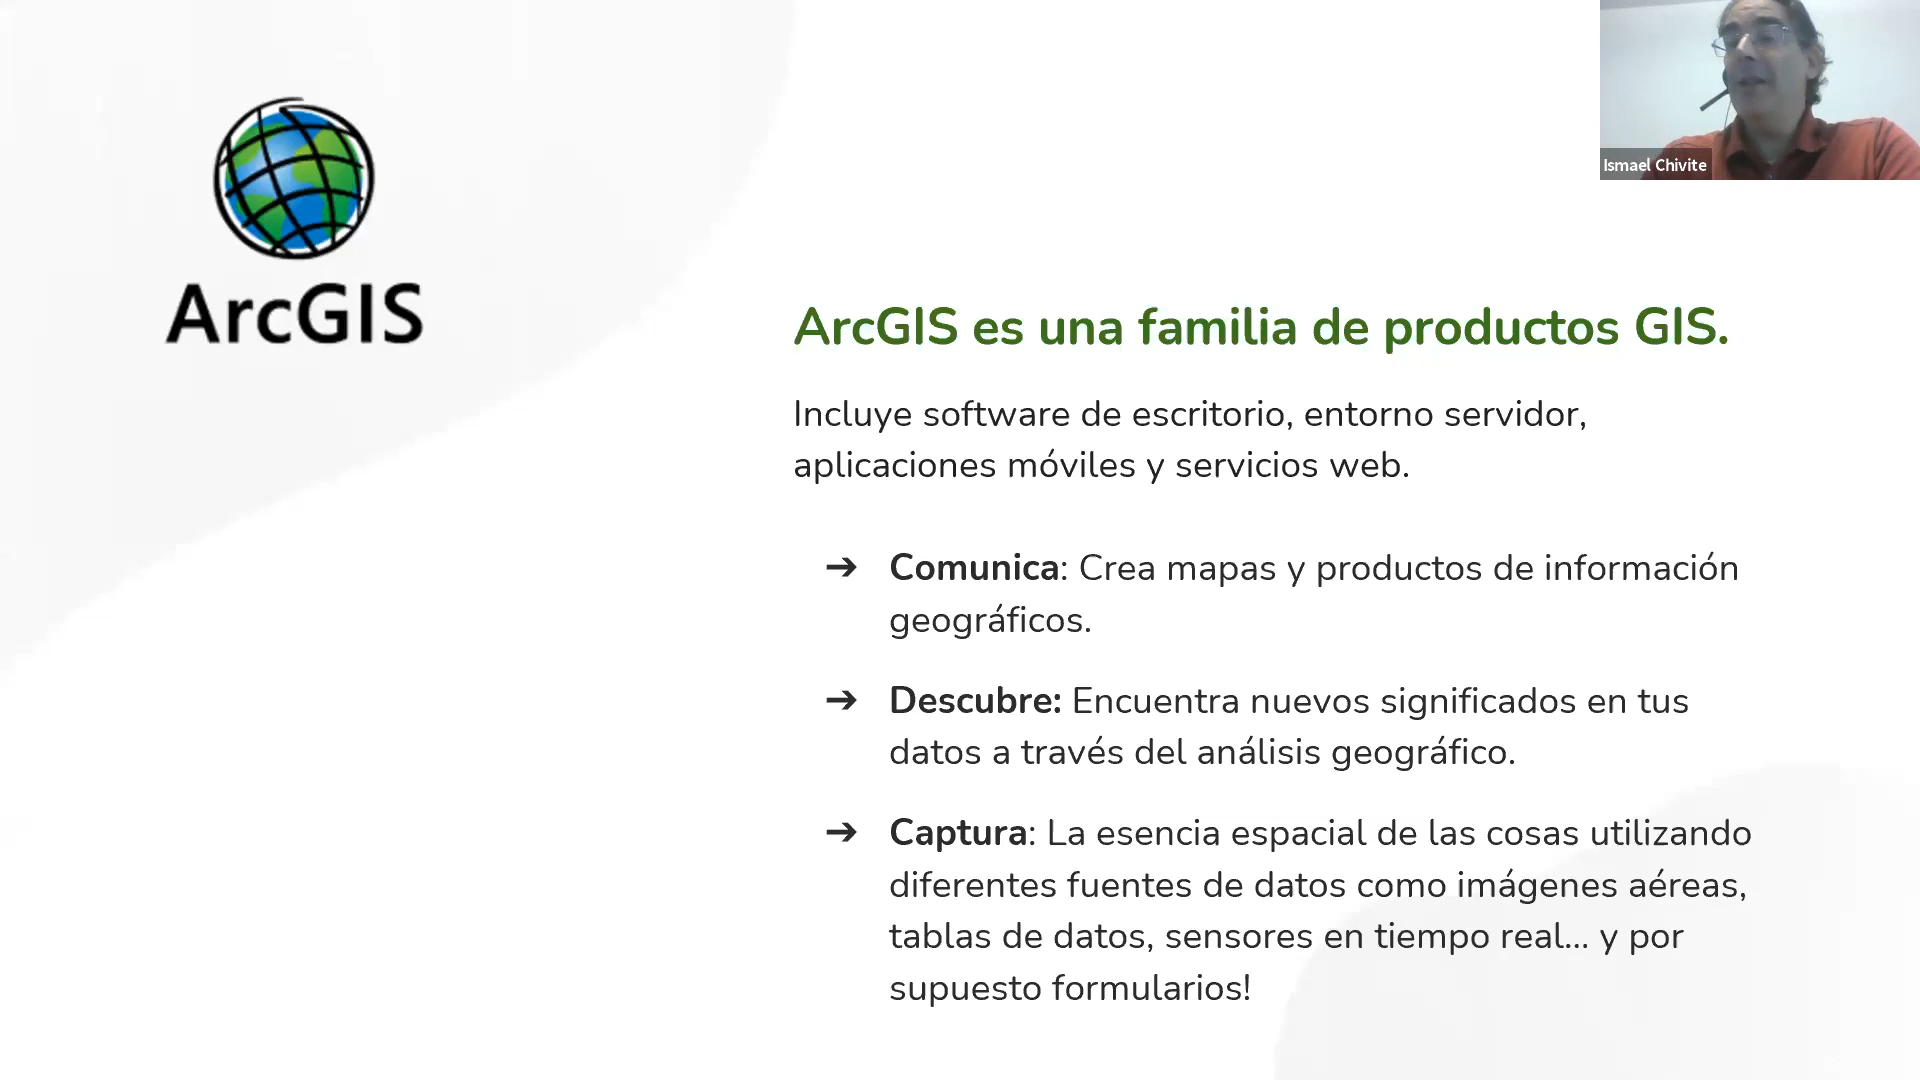 Ismael Chivite
ArcGIS
ArcGIS es una familia de productos GIS.
Incluye software de escritorio, entorno servidor,
aplicaciones móviles y servicios web.
➔ Comunica: Crea mapas y productos de información
geográficos.
➔ Descubre: Encuentra nuevos significados en tus
datos a través del análisis geográfico.
➔ Captura: La esencia espacial de las cosas utilizando
diferentes fuentes de datos como imágenes aéreas,
tablas de datos, sensores en tiempo real... y por
supuesto formularios!